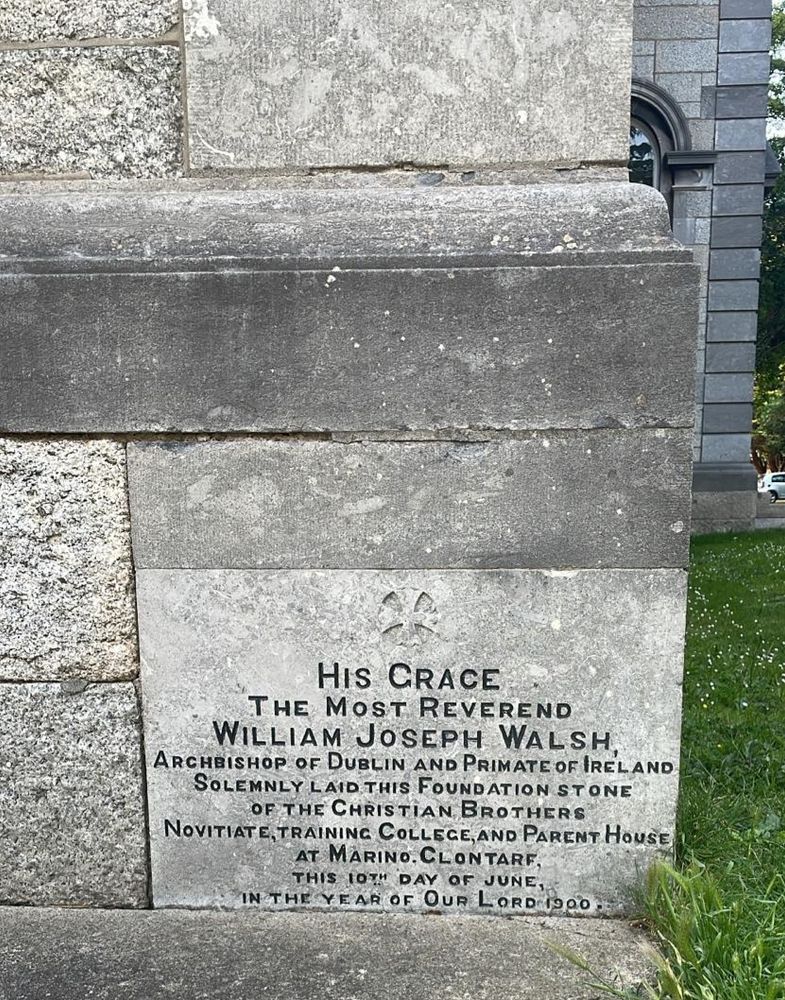 HIS GRACE
THE MOST REVEREND
WILLIAM JOSEPH WALSH,
ARCHBISHOP OF DUBLIN AND PRIMATE OF IRELAND
SOLEMNLY LAID THIS FOUNDATION STONE
OF THE CHRISTIAN BROTHERS
NOVITIATE, TRAINING COLLEGE, AND PARENT HOUSE
AT MARINO. CLONTARF,
THIS 10TH DAY OF JUNE,
IN THE YEAR OF OUR LORD 1900.